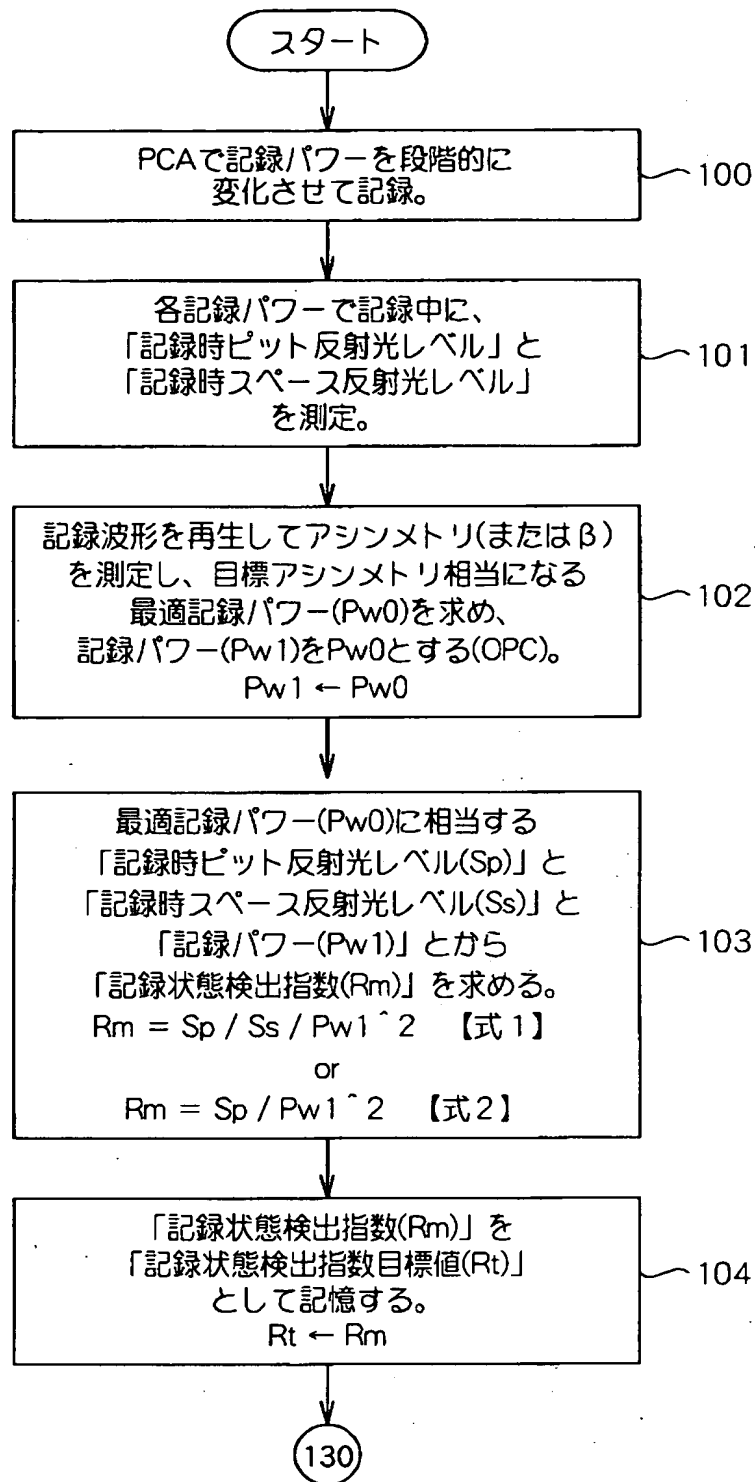 スタート
PCAで記録パワーを段階的に
変化させて記録。
100
各記録パワーで記録中に、
「記録時ピット反射光レベル」と
「記録時スペース反射光レベル」
を測定。
101
記録波形を再生してアシンメトリ(またはβ)
を測定し、目標アシンメトリ相当になる
最適記録パワー(Pw0)を求め、
記録パワー(Pw1)をPw0とする(OPC)。
Pw1 ← Pw0
102
最適記録パワー(Pw0)に相当する
「記録時ピット反射光レベル(Sp)」と
「記録時スペース反射光レベル(Ss)」と
「記録パワー(Pw1)」とから
「記録状態検出指数(Rm)」を求める。
Rm = Sp / Ss / Pw1^2 【式1】
or
Rm = Sp / Pw1^2 【式2】
103
「記録状態検出指数(Rm)」を
「記録状態検出指数目標値(Rt)」
として記憶する。
Rt ← Rm
104
130